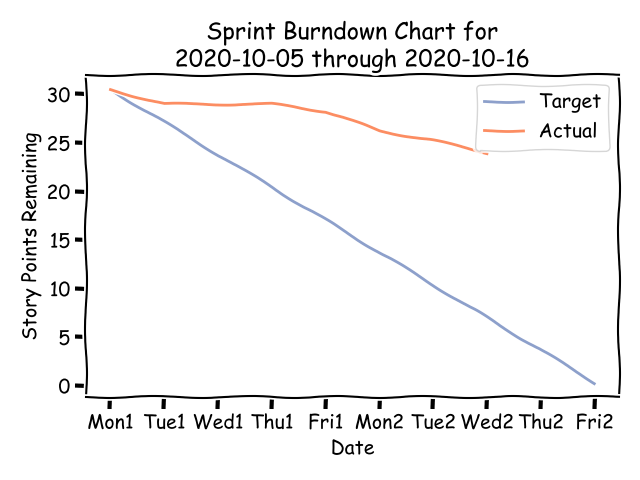 Sprint Burndown Chart for
2020-10-05 through 2020-10-16
Target
Actual
Story Points Remaining
30
25
20
15
10
5
0
Mon1 Tue1 Wed1 Thu1 Fri1 Mon2 Tue2 Wed2 Thu2 Fri2
Date